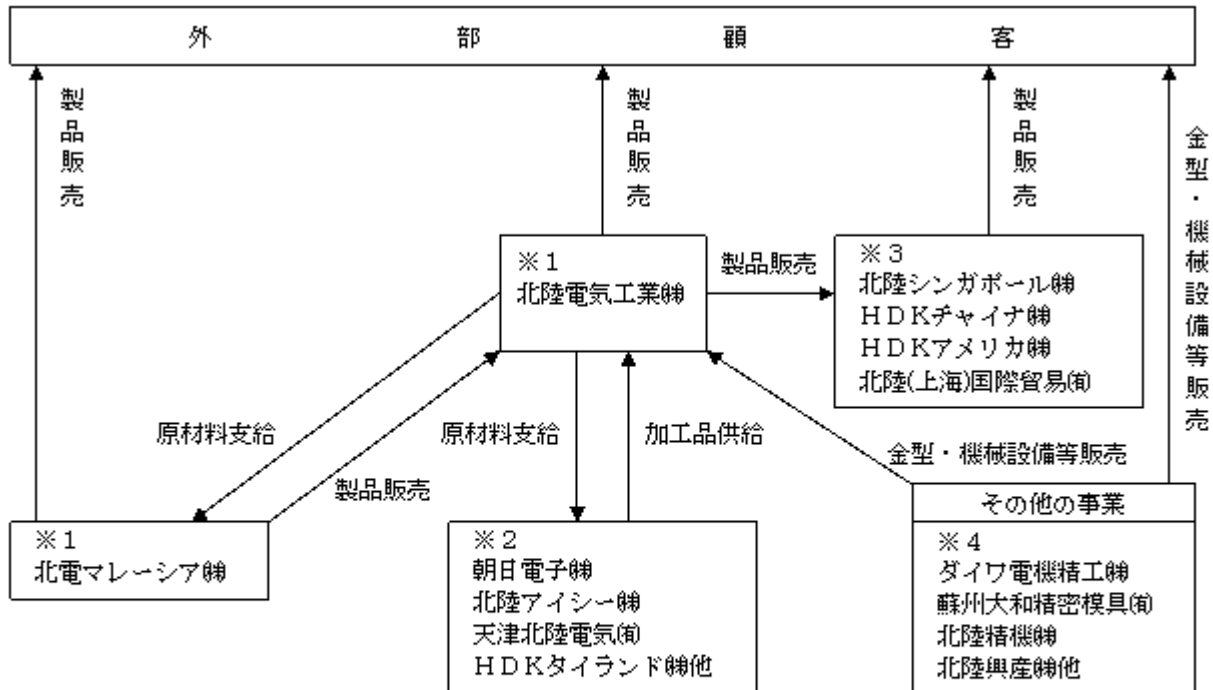 外部顧客
製品販売
製品販売
製品販売
金型・機械設備等販売
※1
北陸電気工業㈱
製品販売
※3
北陸シンガポール㈱
HDKチャイナ㈱
HDKアメリカ㈱
北陸(上海)国際貿易㈲
原材料支給
製品販売
原材料支給
加工品供給
金型・機械設備等販売
※1
北電マレーシア㈱
※2
朝日電子㈱
北陸アイシー㈱
天津北陸電気㈲
HDKタイランド㈱他
その他の事業
※4
ダイワ電機精工㈱
蘇州大和精密模具㈲
北陸精機㈱
北陸興産㈱他